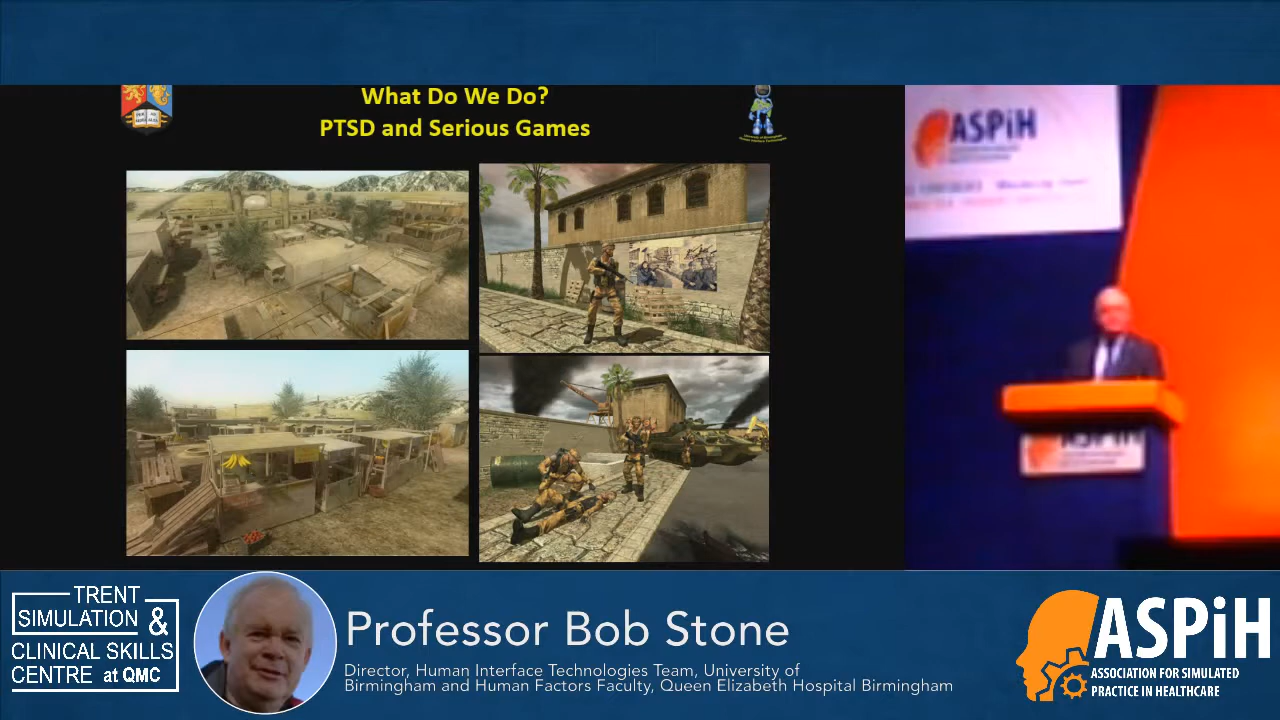 What Do We Do?
PTSD and Serious Games
ASPiH
ASPiH
TRENT
SIMULATION &
CLINICAL SKILLS
CENTRE at QMC
Professor Bob Stone
Director, Human Interface Technologies Team, University of
Birmingham and Human Factors Faculty, Queen Elizabeth Hospital Birmingham
ASPiH
ASSOCIATION FOR SIMULATED
PRACTICE IN HEALTHCARE